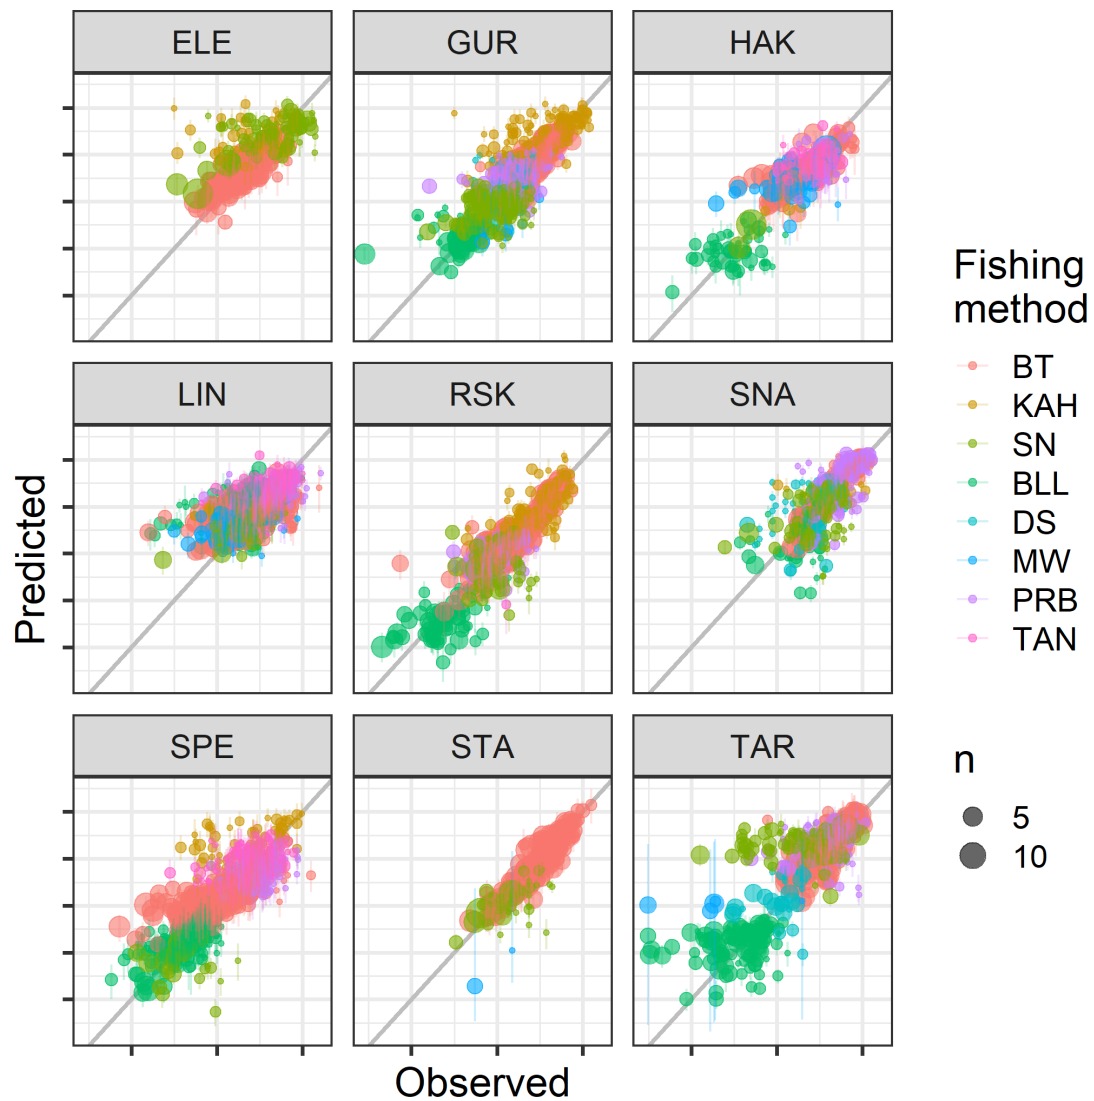 ELE
GUR
HAK
LIN
RSK
SNA
SPE
STA
TAR
Predicted
Observed
Fishing
method
BT
KAH
SN
BLL
DS
MW
PRB
TAN
n
5
10